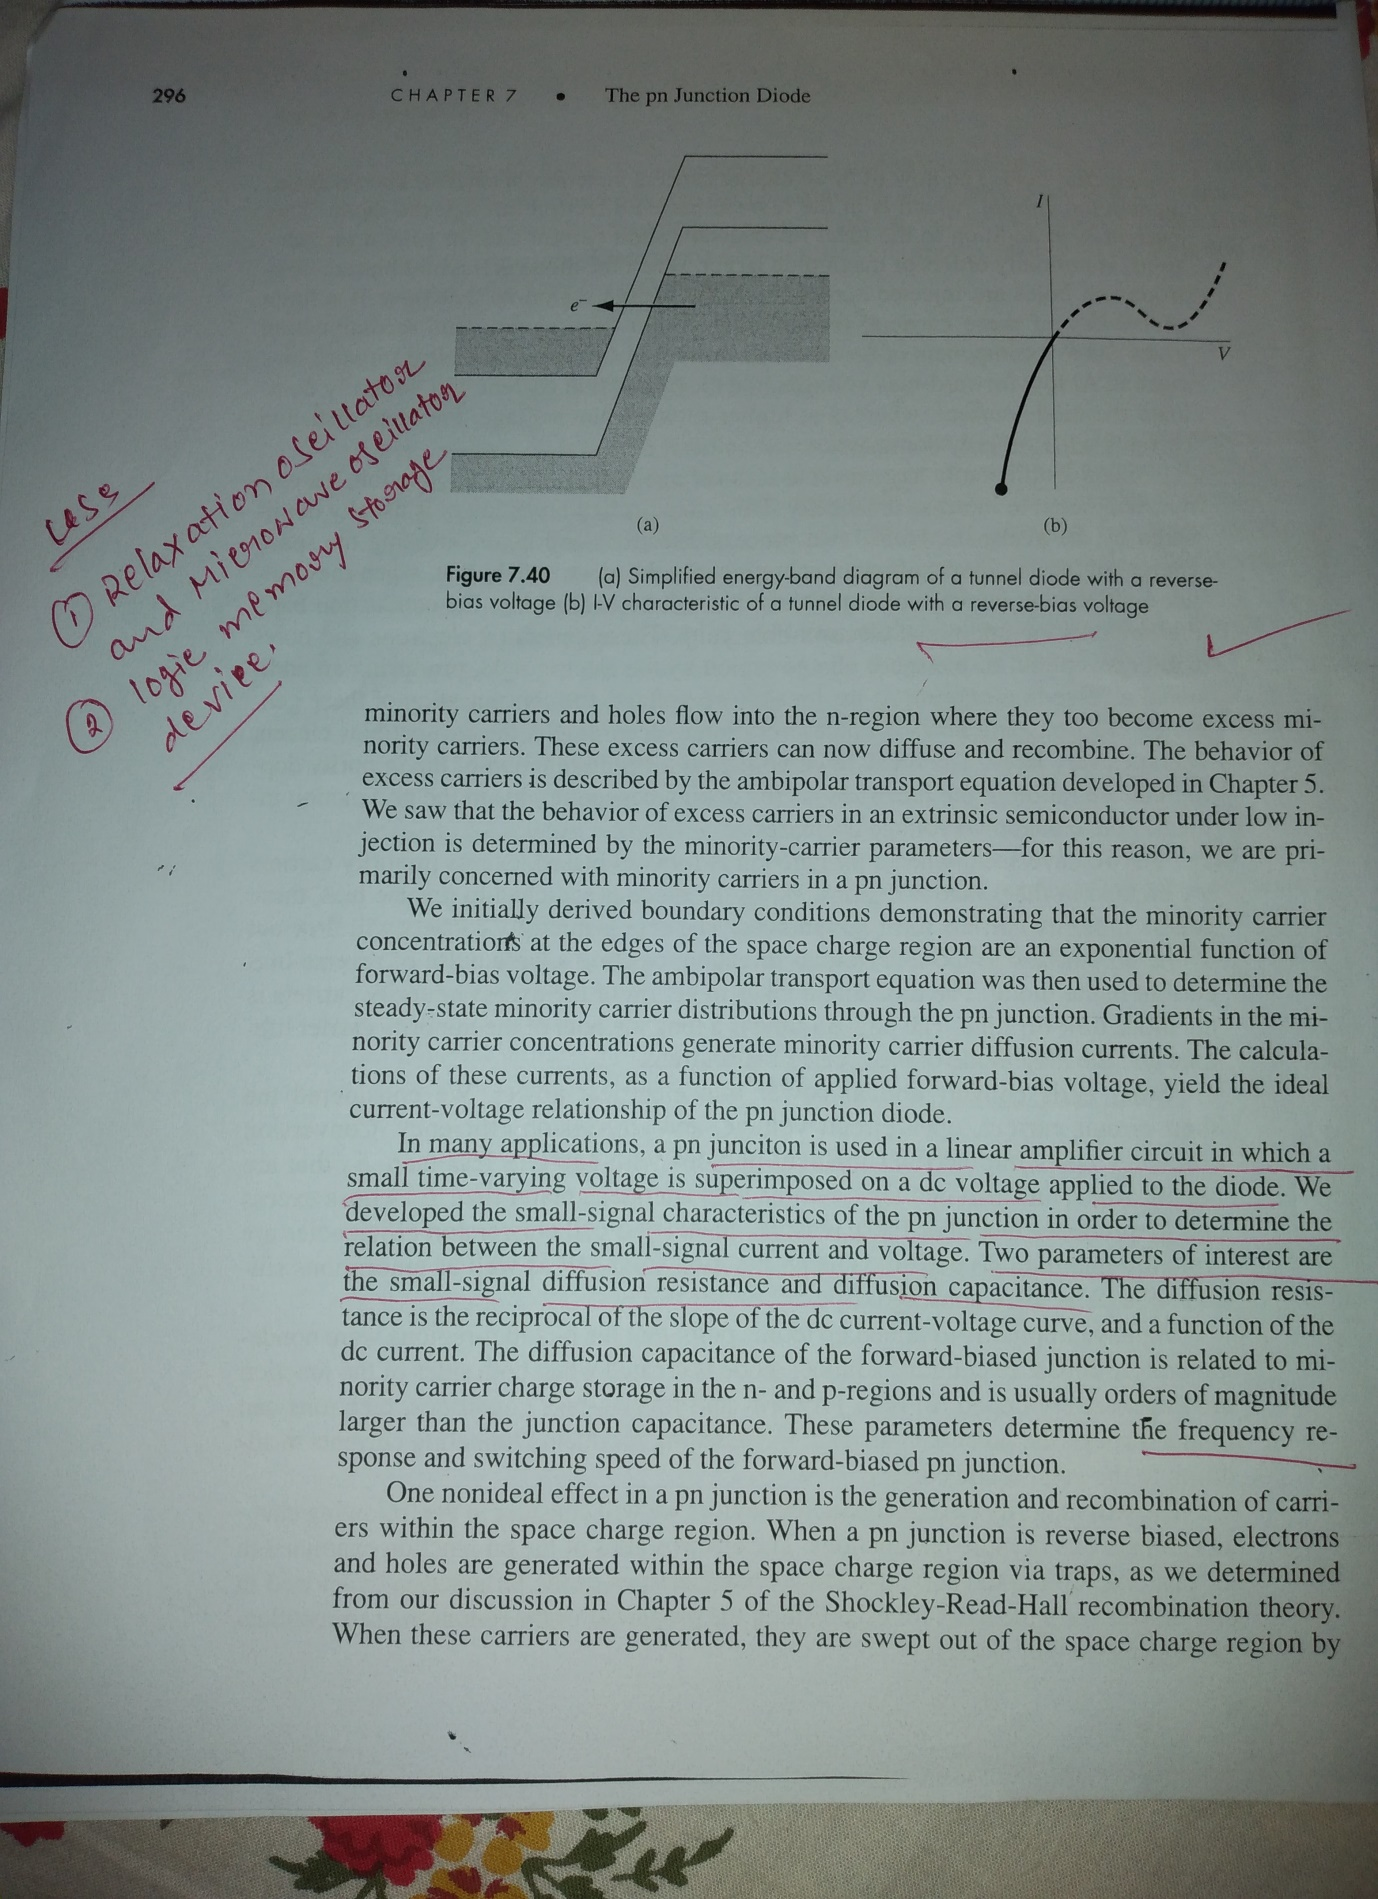 296
CHAPTER 7 • The pn Junction Diode
e⁻
I
V
(a)
(b)
Figure 7.40 (a) Simplified energy-band diagram of a tunnel diode with a reverse-
bias voltage (b) I-V characteristic of a tunnel diode with a reverse-bias voltage
uses
① Relaxation oscillator
and Microwave oscillator
② logic memory storage
device.
minority carriers and holes flow into the n-region where they too become excess mi-
nority carriers. These excess carriers can now diffuse and recombine. The behavior of
excess carriers is described by the ambipolar transport equation developed in Chapter 5.
We saw that the behavior of excess carriers in an extrinsic semiconductor under low in-
jection is determined by the minority-carrier parameters—for this reason, we are pri-
marily concerned with minority carriers in a pn junction.
We initially derived boundary conditions demonstrating that the minority carrier
concentrations at the edges of the space charge region are an exponential function of
forward-bias voltage. The ambipolar transport equation was then used to determine the
steady-state minority carrier distributions through the pn junction. Gradients in the mi-
nority carrier concentrations generate minority carrier diffusion currents. The calcula-
tions of these currents, as a function of applied forward-bias voltage, yield the ideal
current-voltage relationship of the pn junction diode.
In many applications, a pn junciton is used in a linear amplifier circuit in which a
small time-varying voltage is superimposed on a dc voltage applied to the diode. We
developed the small-signal characteristics of the pn junction in order to determine the
relation between the small-signal current and voltage. Two parameters of interest are
the small-signal diffusion resistance and diffusion capacitance. The diffusion resis-
tance is the reciprocal of the slope of the dc current-voltage curve, and a function of the
dc current. The diffusion capacitance of the forward-biased junction is related to mi-
nority carrier charge storage in the n- and p-regions and is usually orders of magnitude
larger than the junction capacitance. These parameters determine the frequency re-
sponse and switching speed of the forward-biased pn junction.
One nonideal effect in a pn junction is the generation and recombination of carri-
ers within the space charge region. When a pn junction is reverse biased, electrons
and holes are generated within the space charge region via traps, as we determined
from our discussion in Chapter 5 of the Shockley-Read-Hall recombination theory.
When these carriers are generated, they are swept out of the space charge region by